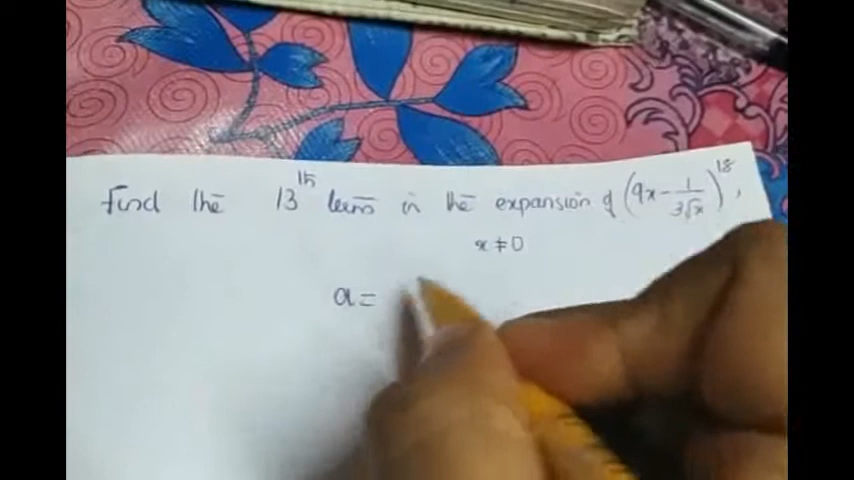 Find the 13th term in the expansion of (9x - 1/3√x)^18,
x ≠ 0
a =